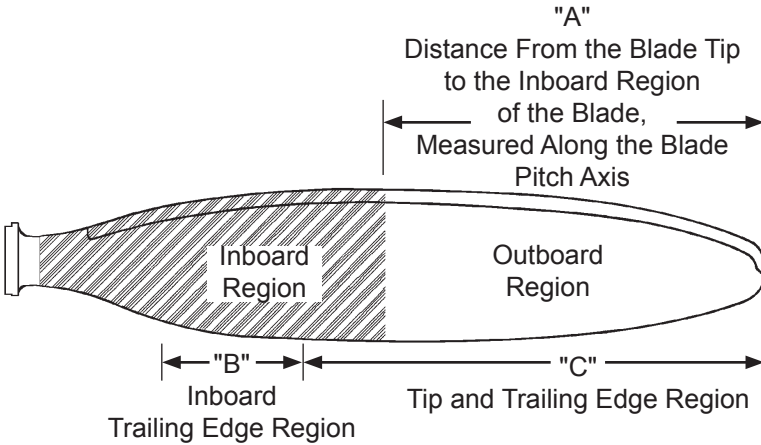 "A"
Distance From the Blade Tip
to the Inboard Region
of the Blade,
Measured Along the Blade
Pitch Axis
Inboard
Region
Outboard
Region
"B"
Inboard
Trailing Edge Region
"C"
Tip and Trailing Edge Region